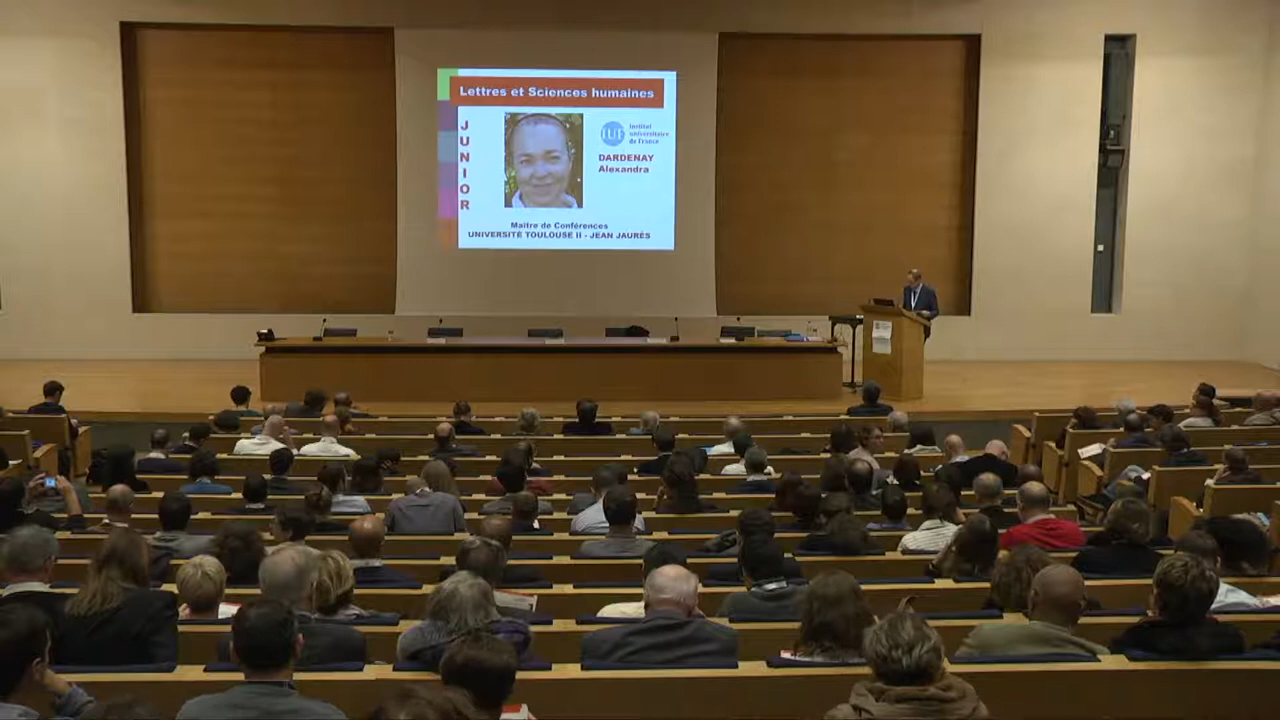 Lettres et Sciences humaines
JUNIOR
iuf
Institut
universitaire
de France
DARDENAY
Alexandra
Maître de Conférences
UNIVERSITÉ TOULOUSE II - JEAN JAURÈS